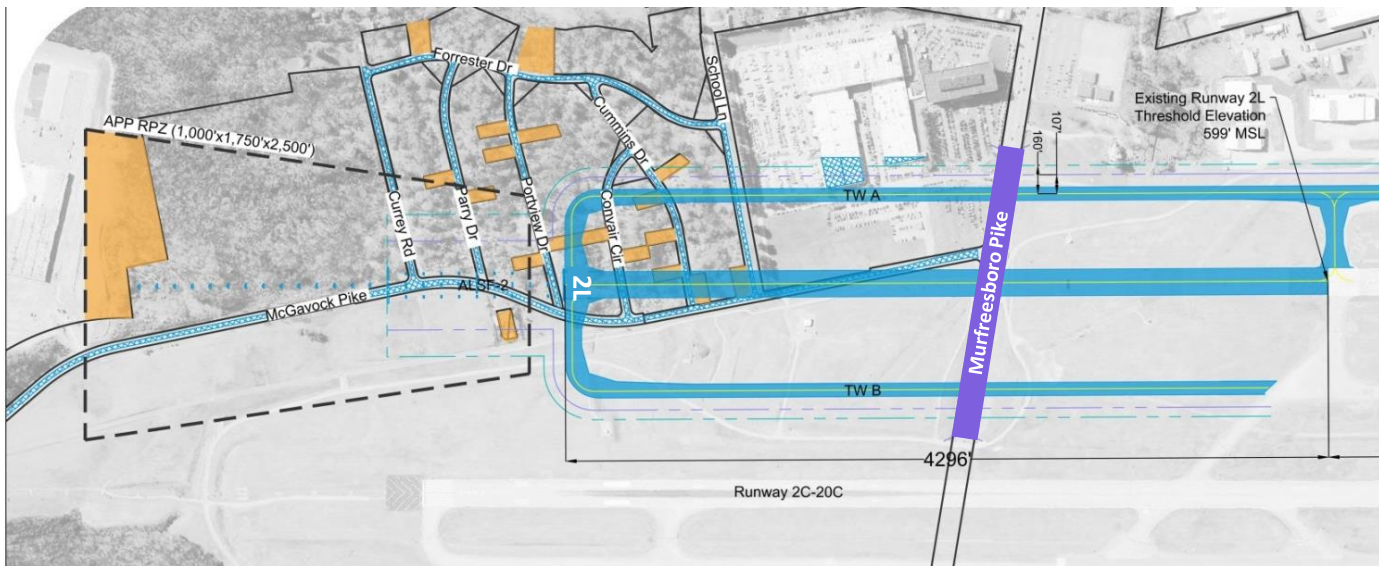 Forrester Dr
School Ln
Existing Runway 2L
Threshold Elevation
599' MSL
APP RPZ (1,000'x1,750'x2,500')
Cummins Dr
160'
107'
Currey Rd
Parry Dr
Portview Dr
Convair Cir
TW A
2L
ALSF-2
McGavock Pike
Murfreesboro Pike
TW B
4296'
Runway 2C-20C